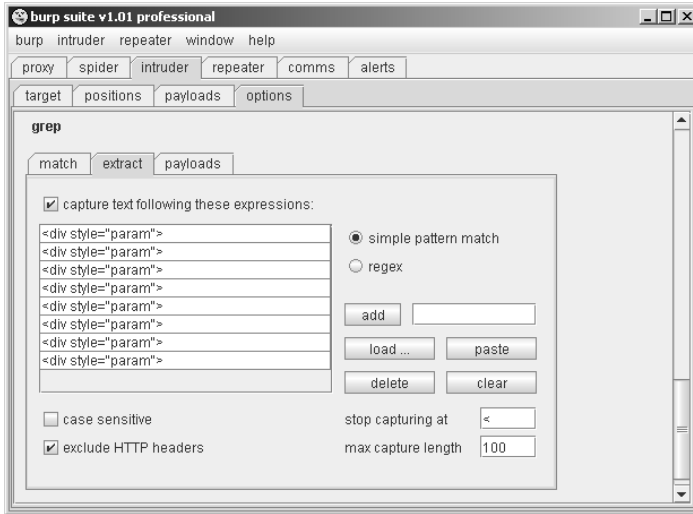 burp suite v1.01 professional
burp intruder repeater window help
proxy spider intruder repeater comms alerts
target positions payloads options
grep
match extract payloads
capture text following these expressions:
<div style="param">
<div style="param">
<div style="param">
<div style="param">
<div style="param">
<div style="param">
<div style="param">
<div style="param">
simple pattern match
regex
add
load ... paste
delete clear
case sensitive
stop capturing at <
exclude HTTP headers
max capture length 100